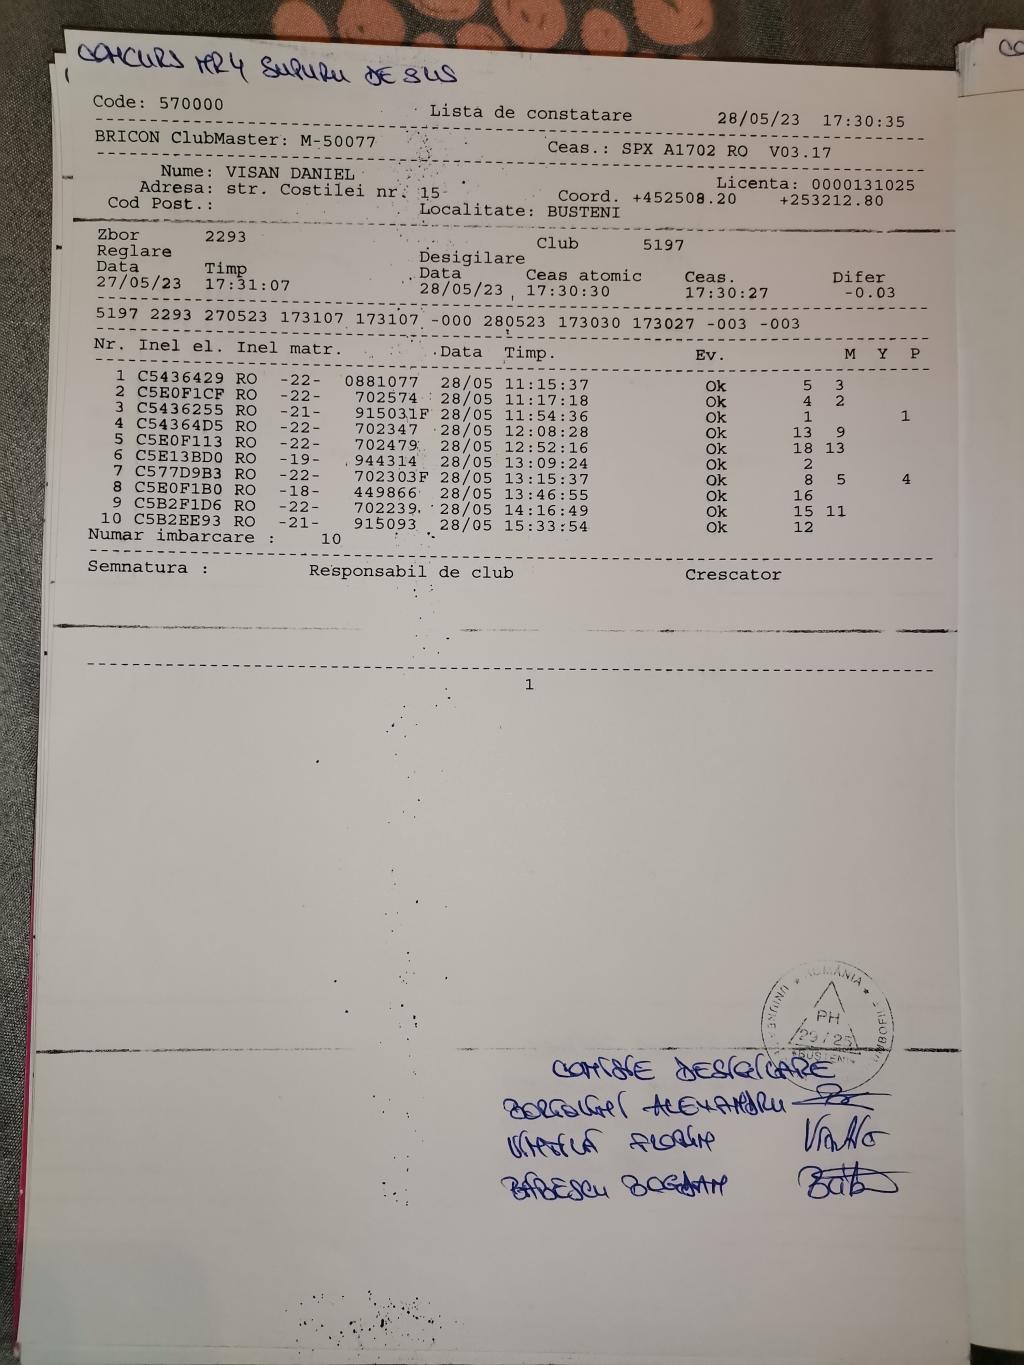 CONCURS NR4 SUPURU DE SUS
Code: 570000 Lista de constatare 28/05/23 17:30:35
BRICON ClubMaster: M-50077 Ceas.: SPX A1702 RO V03.17
Nume: VISAN DANIEL Licenta: 0000131025
Adresa: str. Costilei nr. 15 Coord. +452508.20 +253212.80
Cod Post.: Localitate: BUSTENI
Zbor 2293 Club 5197
Reglare Desigilare
Data Timp Data Ceas atomic Ceas. Difer
27/05/23 17:31:07 28/05/23 17:30:30 17:30:27 -0.03
5197 2293 270523 173107 173107 -000 280523 173030 173027 -003 -003
Nr. Inel el. Inel matr. Data Timp. Ev. M Y P
1 C5436429 RO -22- 0881077 28/05 11:15:37 Ok 5 3
2 C5E0F1CF RO -22- 702574 28/05 11:17:18 Ok 4 2
3 C5436255 RO -21- 915031F 28/05 11:54:36 Ok 1 1
4 C54364D5 RO -22- 702347 28/05 12:08:28 Ok 13 9
5 C5E0F113 RO -22- 702479 28/05 12:52:16 Ok 18 13
6 C5E13BD0 RO -19- 944314 28/05 13:09:24 Ok 2
7 C577D9B3 RO -22- 702303F 28/05 13:15:37 Ok 8 5 4
8 C5E0F1B0 RO -18- 449866 28/05 13:46:55 Ok 16
9 C5B2F1D6 RO -22- 702239 28/05 14:16:49 Ok 15 11
10 C5B2EE93 RO -21- 915093 28/05 15:33:54 Ok 12
Numar imbarcare : 10
Semnatura : Responsabil de club Crescator
1
ROMÂNIA
PH
29/25
BUSTENI
COMISIE DESIGILARE
ALEXANDRU
FLORIN
BĂBESCU BOGDAN